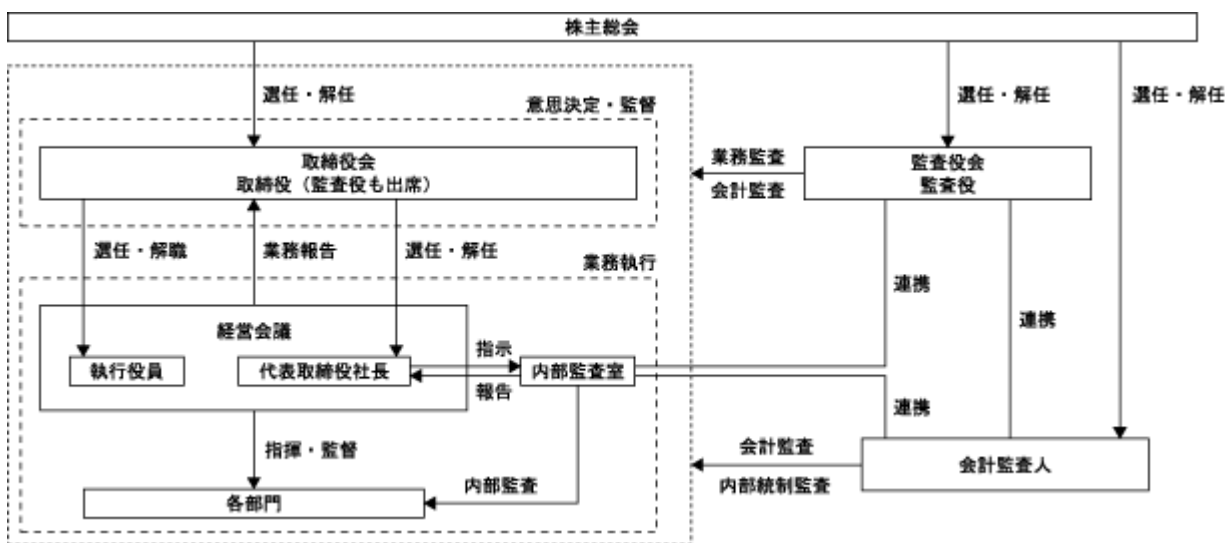 株主総会
選任・解任
選任・解任
選任・解任
意思決定・監督
取締役会
取締役（監査役も出席）
業務監査
会計監査
監査役会
監査役
選任・解職
業務報告
選任・解任
業務執行
連携
連携
経営会議
執行役員
代表取締役社長
指示
報告
内部監査室
連携
指揮・監督
会計監査
内部統制監査
会計監査人
内部監査
各部門